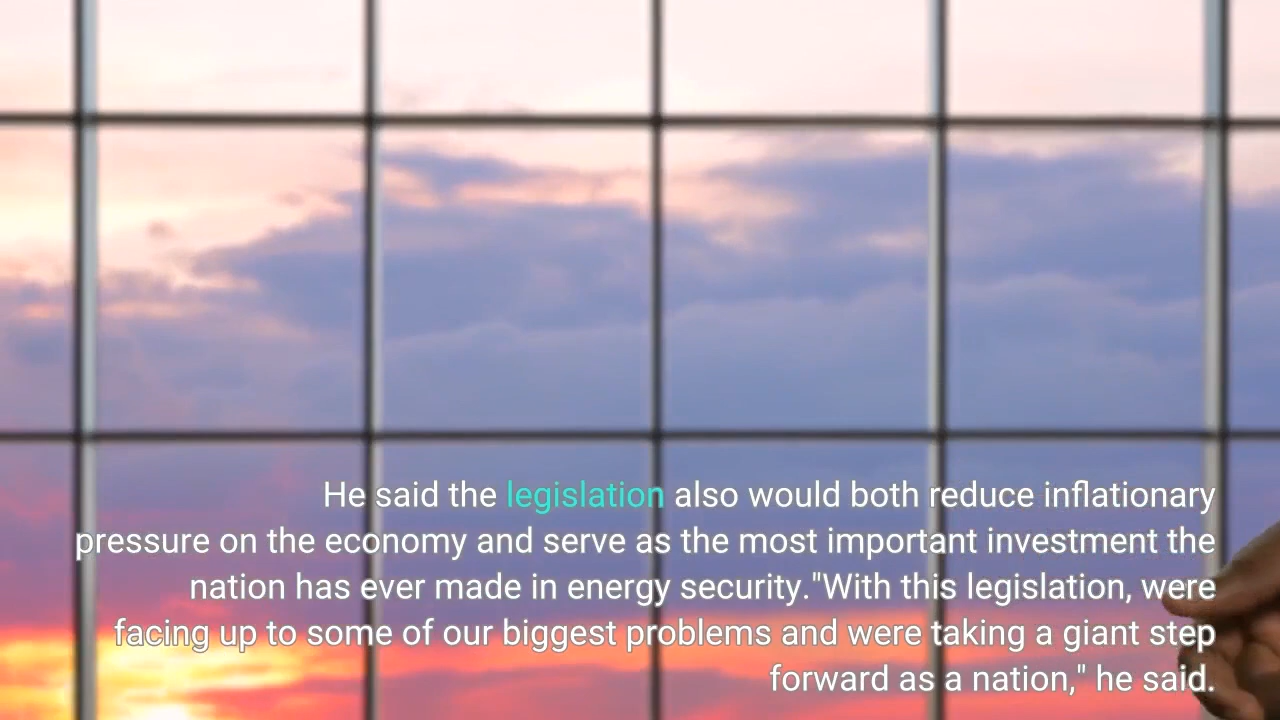 He said the legislation also would both reduce inflationary
pressure on the economy and serve as the most important investment the
nation has ever made in energy security."With this legislation, were
facing up to some of our biggest problems and were taking a giant step
forward as a nation," he said.